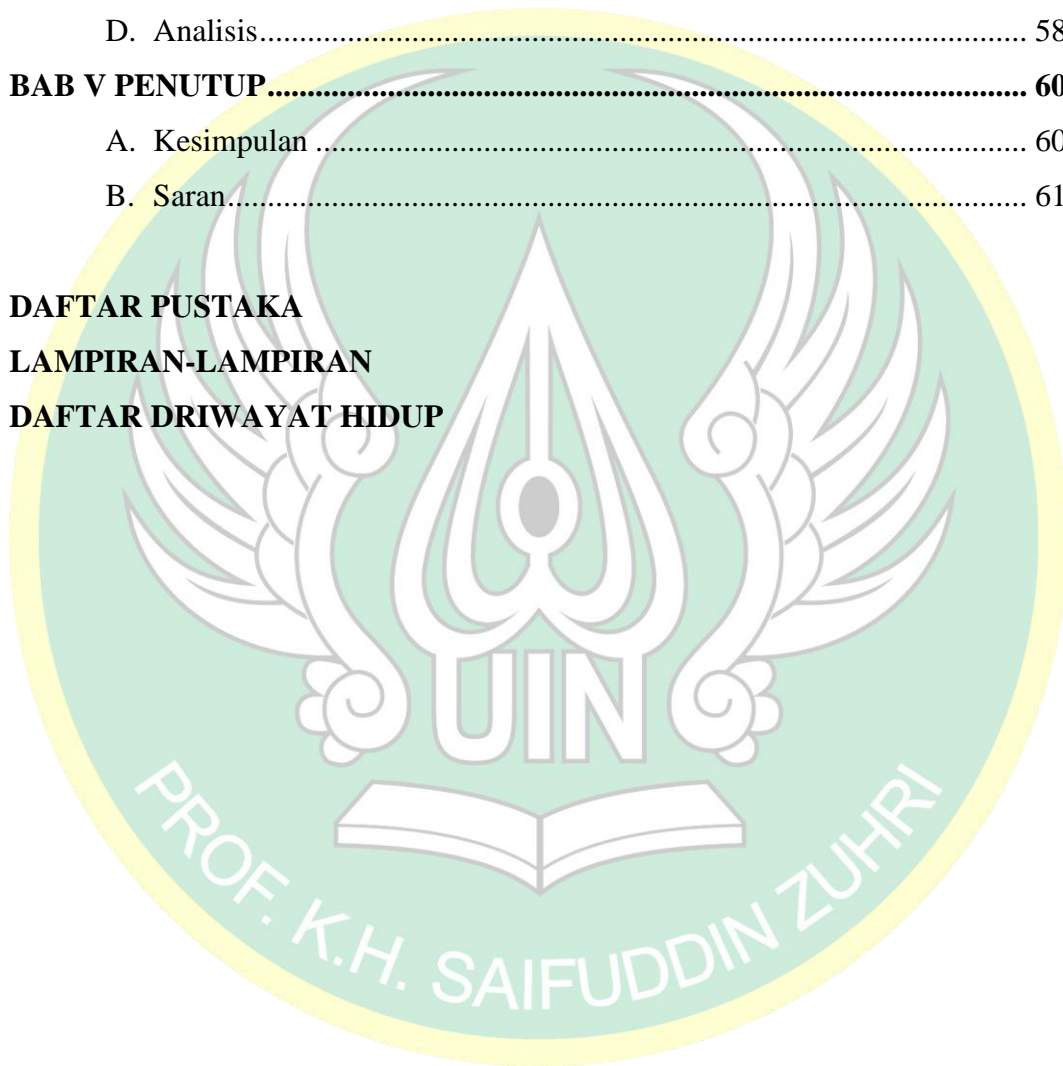 D. Analisis.................................................................................................. 58
BAB V PENUTUP............................................................................................... 60
A. Kesimpulan ........................................................................................... 60
B. Saran...................................................................................................... 61
DAFTAR PUSTAKA
LAMPIRAN-LAMPIRAN
DAFTAR DRIWAYAT HIDUP
UIN
PROF. K.H. SAIFUDDIN ZUHRI